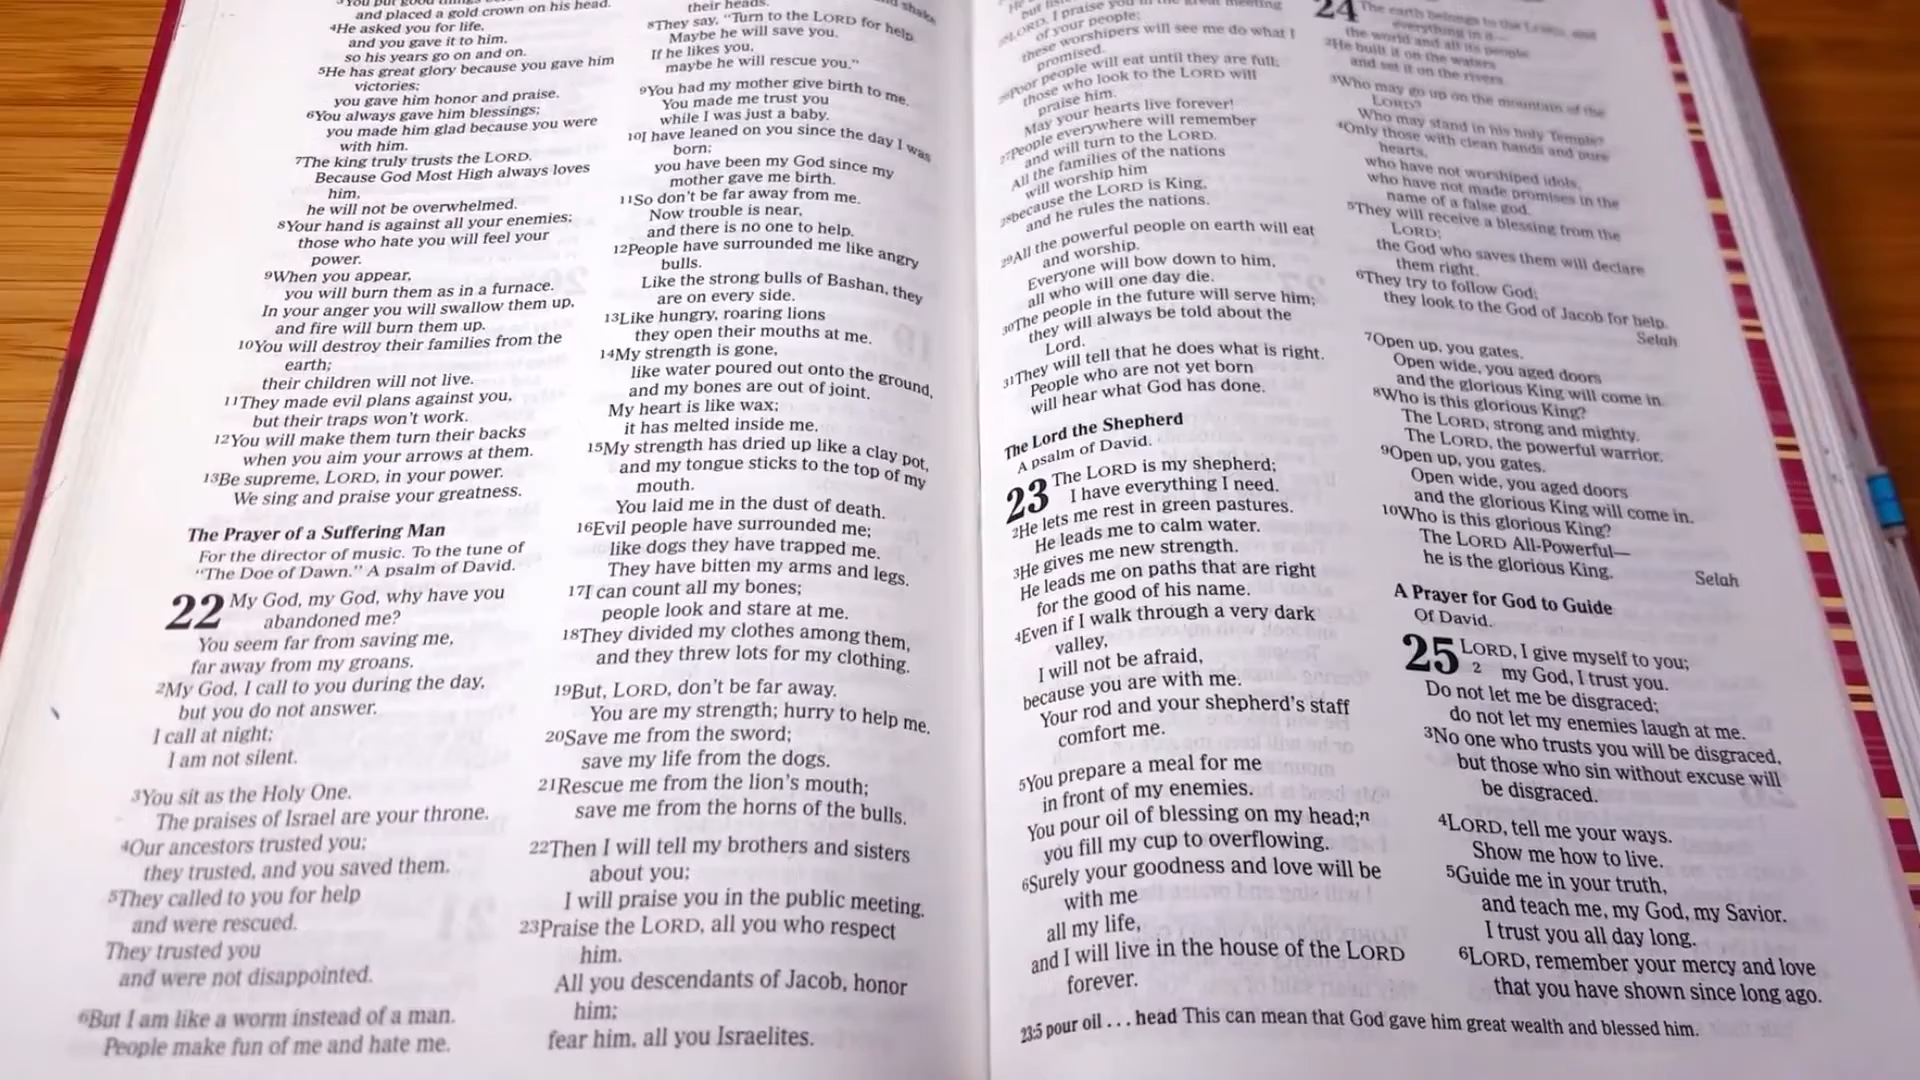 and placed a gold crown on his head.
4He asked you for life,
and you gave it to him.
so his years go on and on.
5He has great glory because you gave him
victories;
you gave him honor and praise.
6You always gave him blessings;
you made him glad because you were
with him.
7The king truly trusts the LORD.
Because God Most High always loves
him,
he will not be overwhelmed.
8Your hand is against all your enemies;
those who hate you will feel your
power.
9When you appear,
you will burn them as in a furnace.
In your anger you will swallow them up,
and fire will burn them up.
10You will destroy their families from the
earth;
their children will not live.
11They made evil plans against you,
but their traps won't work.
12You will make them turn their backs
when you aim your arrows at them.
13Be supreme, LORD, in your power.
We sing and praise your greatness.
The Prayer of a Suffering Man
For the director of music. To the tune of
"The Doe of Dawn." A psalm of David.
22 My God, my God, why have you
abandoned me?
You seem far from saving me,
far away from my groans.
2My God, I call to you during the day,
but you do not answer.
I call at night;
I am not silent.
3You sit as the Holy One.
The praises of Israel are your throne.
4Our ancestors trusted you;
they trusted, and you saved them.
5They called to you for help
and were rescued.
They trusted you
and were not disappointed.
6But I am like a worm instead of a man.
People make fun of me and hate me.
their heads.
8They say, "Turn to the LORD for help.
Maybe he will save you.
If he likes you,
maybe he will rescue you."
9You had my mother give birth to me.
You made me trust you
while I was just a baby.
10I have leaned on you since the day I was
born;
you have been my God since my
mother gave me birth.
11So don't be far away from me.
Now trouble is near,
and there is no one to help.
12People have surrounded me like angry
bulls.
Like the strong bulls of Bashan, they
are on every side.
13Like hungry, roaring lions
they open their mouths at me.
14My strength is gone,
like water poured out onto the ground,
and my bones are out of joint.
My heart is like wax;
it has melted inside me.
15My strength has dried up like a clay pot,
and my tongue sticks to the top of my
mouth.
You laid me in the dust of death.
16Evil people have surrounded me;
like dogs they have trapped me.
They have bitten my arms and legs.
17I can count all my bones;
people look and stare at me.
18They divided my clothes among them,
and they threw lots for my clothing.
19But, LORD, don't be far away.
You are my strength; hurry to help me.
20Save me from the sword;
save my life from the dogs.
21Rescue me from the lion's mouth;
save me from the horns of the bulls.
22Then I will tell my brothers and sisters
about you;
I will praise you in the public meeting.
23Praise the LORD, all you who respect
him.
All you descendants of Jacob, honor
him;
fear him, all you Israelites.
LORD, I praise you in the great meeting
of your people;
these worshipers will see me do what I
promised.
26Poor people will eat until they are full;
those who look to the LORD will
praise him.
May your hearts live forever!
27People everywhere will remember
and will turn to the LORD.
All the families of the nations
will worship him
28because the LORD is King,
and he rules the nations.
29All the powerful people on earth will eat
and worship.
Everyone will bow down to him,
all who will one day die.
30The people in the future will serve him;
they will always be told about the
Lord.
31They will tell that he does what is right.
People who are not yet born
will hear what God has done.
The Lord the Shepherd
A psalm of David.
23 The LORD is my shepherd;
I have everything I need.
2He lets me rest in green pastures.
He leads me to calm water.
3He gives me new strength.
He leads me on paths that are right
for the good of his name.
4Even if I walk through a very dark
valley,
I will not be afraid,
because you are with me.
Your rod and your shepherd's staff
comfort me.
5You prepare a meal for me
in front of my enemies.
You pour oil of blessing on my head;n
you fill my cup to overflowing.
6Surely your goodness and love will be
with me
all my life,
and I will live in the house of the LORD
forever.
24 The earth belongs to the LORD, and
everything in it—
the world and all its people.
2He built it on the waters
and set it on the rivers.
3Who may go up on the mountain of the
LORD?
Who may stand in his holy Temple?
4Only those with clean hands and pure
hearts,
who have not worshiped idols,
who have not made promises in the
name of a false god.
5They will receive a blessing from the
LORD;
the God who saves them will declare
them right.
6They try to follow God;
they look to the God of Jacob for help.
Selah
7Open up, you gates.
Open wide, you aged doors
and the glorious King will come in.
8Who is this glorious King?
The LORD, strong and mighty.
The LORD, the powerful warrior.
9Open up, you gates.
Open wide, you aged doors
and the glorious King will come in.
10Who is this glorious King?
The LORD All-Powerful—
he is the glorious King.
Selah
A Prayer for God to Guide
Of David.
25 LORD, I give myself to you;
2 my God, I trust you.
Do not let me be disgraced;
do not let my enemies laugh at me.
3No one who trusts you will be disgraced,
but those who sin without excuse will
be disgraced.
4LORD, tell me your ways.
Show me how to live.
5Guide me in your truth,
and teach me, my God, my Savior.
I trust you all day long.
6LORD, remember your mercy and love
that you have shown since long ago.
23:5 pour oil . . . head This can mean that God gave him great wealth and blessed him.